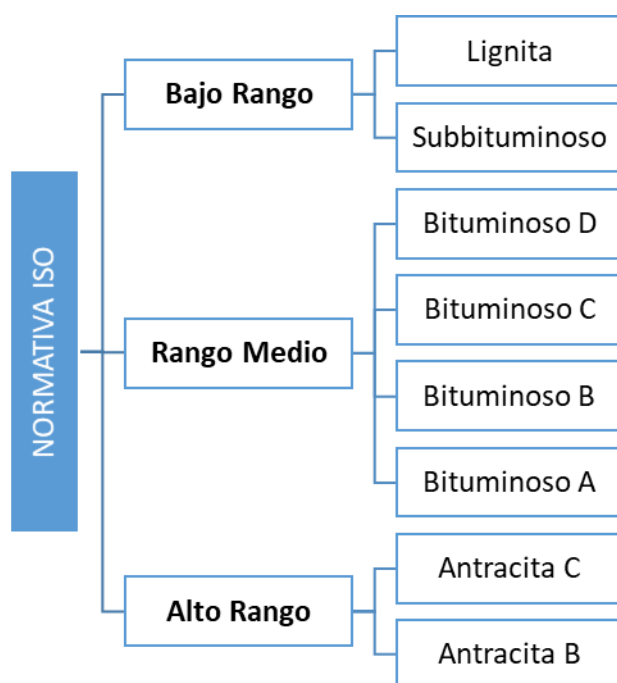 NORMATIVA ISO
Bajo Rango
Lignita
Subbituminoso
Rango Medio
Bituminoso D
Bituminoso C
Bituminoso B
Bituminoso A
Alto Rango
Antracita C
Antracita B